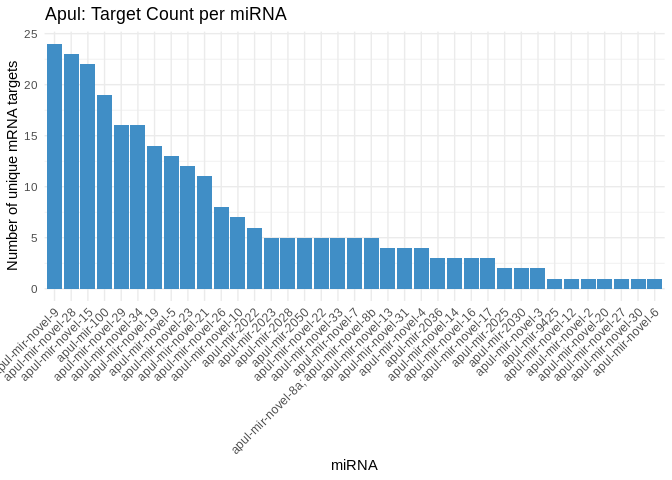 Apul: Target Count per miRNA
Number of unique mRNA targets
25
20
15
10
5
0
apul-mir-novel-9
apul-mir-novel-28
apul-mir-novel-15
apul-mir-100
apul-mir-novel-29
apul-mir-novel-34
apul-mir-novel-19
apul-mir-novel-5
apul-mir-novel-23
apul-mir-novel-21
apul-mir-novel-26
apul-mir-novel-10
apul-mir-2022
apul-mir-2023
apul-mir-2028
apul-mir-2050
apul-mir-novel-22
apul-mir-novel-33
apul-mir-novel-7
apul-mir-novel-8a; apul-mir-novel-8b
apul-mir-novel-13
apul-mir-novel-31
apul-mir-novel-4
apul-mir-2036
apul-mir-novel-14
apul-mir-novel-16
apul-mir-novel-17
apul-mir-2025
apul-mir-2030
apul-mir-novel-3
apul-mir-9425
apul-mir-novel-12
apul-mir-novel-2
apul-mir-novel-20
apul-mir-novel-27
apul-mir-novel-30
apul-mir-novel-6
miRNA